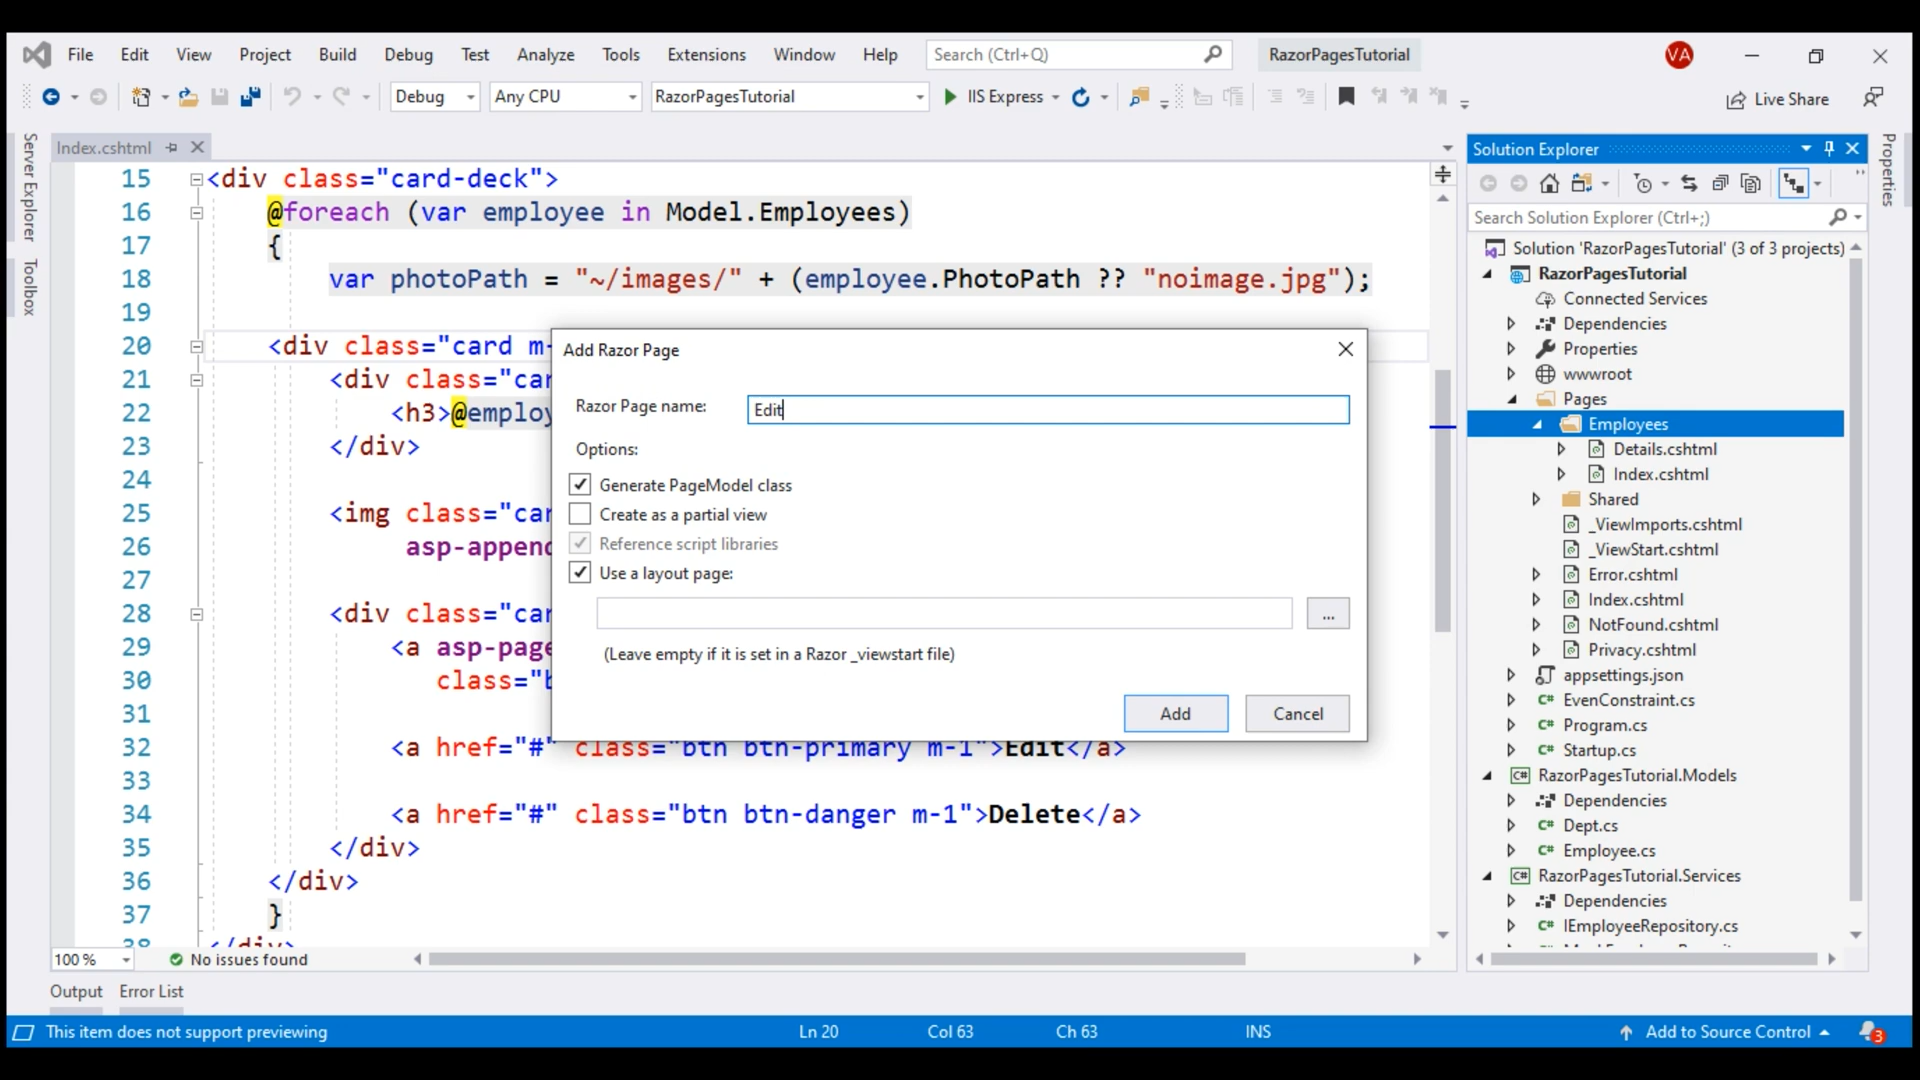 File Edit View Project Build Debug Test Analyze Tools Extensions Window Help Search (Ctrl+Q) RazorPagesTutorial VA
Debug Any CPU RazorPagesTutorial IIS Express Live Share
Server Explorer
Toolbox
Index.cshtml
15 <div class="card-deck">
16 @foreach (var employee in Model.Employees)
17 {
18 var photoPath = "~/images/" + (employee.PhotoPath ?? "noimage.jpg");
19
20 <div class="card m-
21 <div class="car
22 <h3>@employ
23 </div>
24
25 <img class="car
26 asp-append
27
28 <div class="car
29 <a asp-page
30 class="b
31
32 <a href="#" class="btn btn-primary m-1">Edit</a>
33
34 <a href="#" class="btn btn-danger m-1">Delete</a>
35 </div>
36 </div>
37 }
38 </div>
100 % No issues found
Add Razor Page
Razor Page name: Edit
Options:
Generate PageModel class
Create as a partial view
Reference script libraries
Use a layout page:
...
(Leave empty if it is set in a Razor _viewstart file)
Add Cancel
Solution Explorer
Search Solution Explorer (Ctrl+;)
Solution 'RazorPagesTutorial' (3 of 3 projects)
RazorPagesTutorial
Connected Services
Dependencies
Properties
wwwroot
Pages
Employees
Details.cshtml
Index.cshtml
Shared
_ViewImports.cshtml
_ViewStart.cshtml
Error.cshtml
Index.cshtml
NotFound.cshtml
Privacy.cshtml
appsettings.json
EvenConstraint.cs
Program.cs
Startup.cs
RazorPagesTutorial.Models
Dependencies
Dept.cs
Employee.cs
RazorPagesTutorial.Services
Dependencies
IEmployeeRepository.cs
Properties
Output Error List
This item does not support previewing Ln 20 Col 63 Ch 63 INS Add to Source Control 3